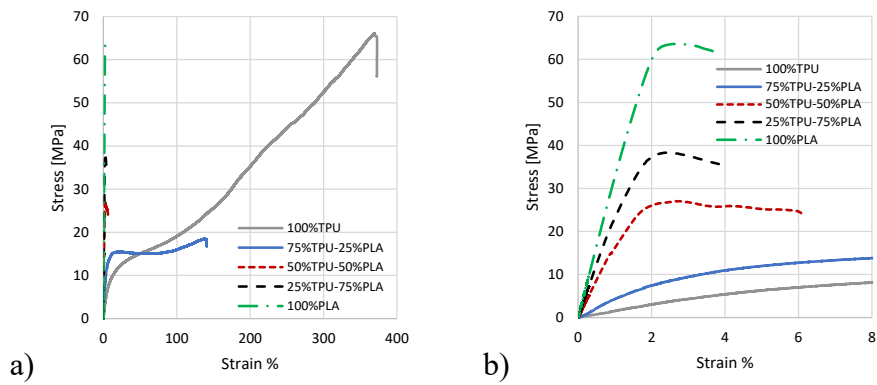 70
60
50
40
30
20
10
0
Stress [MPa]
100%TPU
75%TPU-25%PLA
50%TPU-50%PLA
25%TPU-75%PLA
100%PLA
0 100 200 300 400
Strain %
a)
70
60
50
40
30
20
10
0
Stress [MPa]
100%TPU
75%TPU-25%PLA
50%TPU-50%PLA
25%TPU-75%PLA
100%PLA
0 2 4 6 8
Strain %
b)